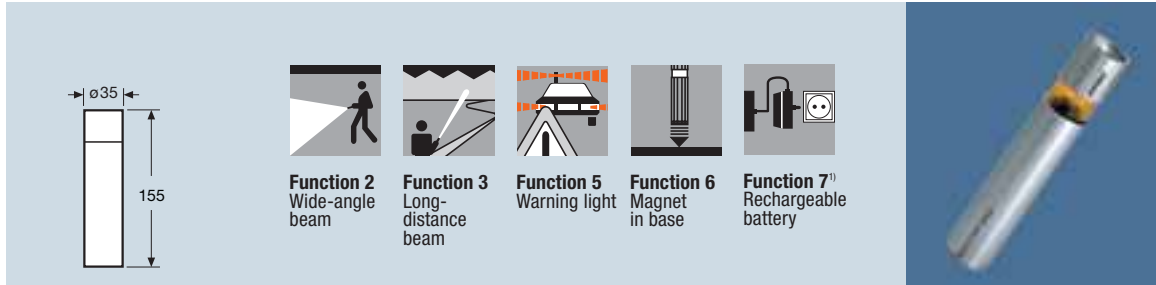 ø35
155
Function 2
Wide-angle
beam
Function 3
Long-
distance
beam
Function 5
Warning light
Function 6
Magnet
in base
Function 7¹⁾
Rechargeable
battery